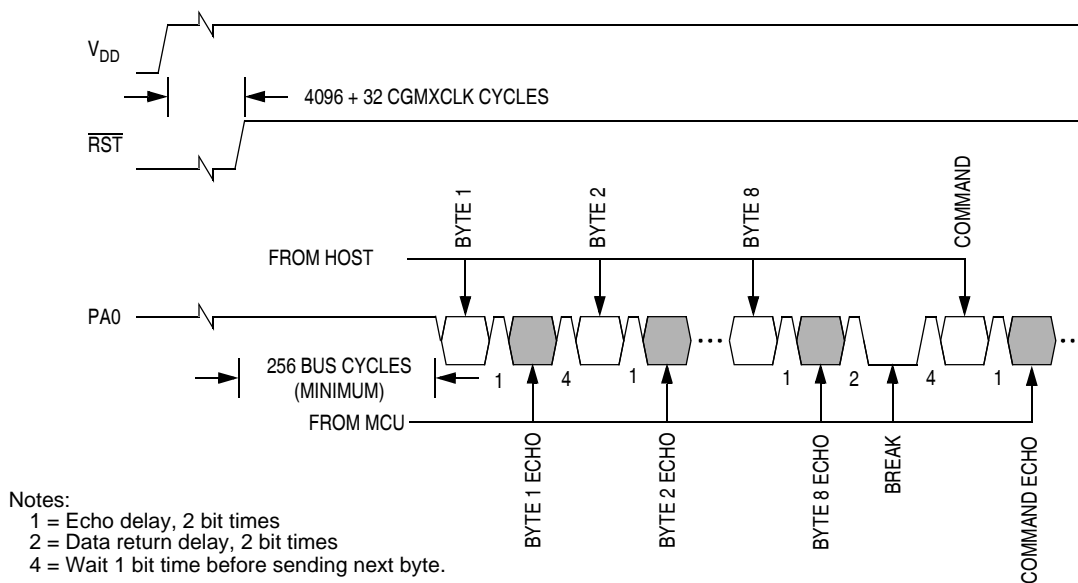 VDD
4096 + 32 CGMXCLK CYCLES
RST
BYTE 1
BYTE 2
BYTE 8
COMMAND
FROM HOST
PA0
256 BUS CYCLES
(MINIMUM)
1
4
1
1
2
4
1
FROM MCU
BYTE 1 ECHO
BYTE 2 ECHO
BYTE 8 ECHO
BREAK
COMMAND ECHO
Notes:
1 = Echo delay, 2 bit times
2 = Data return delay, 2 bit times
4 = Wait 1 bit time before sending next byte.